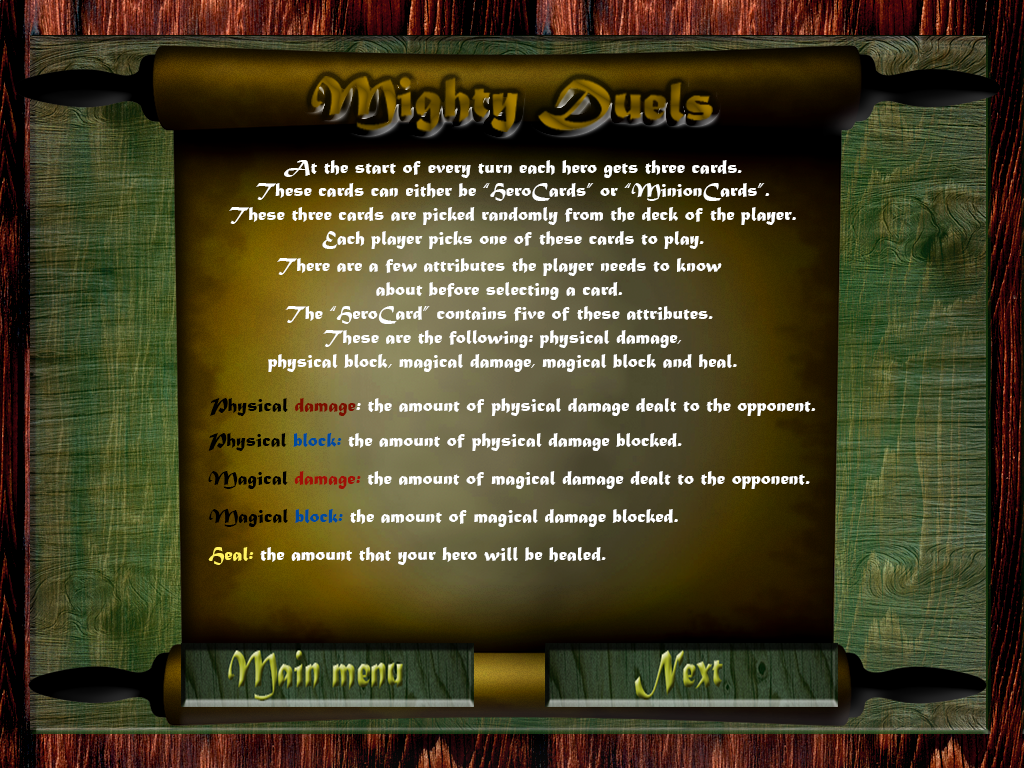 Mighty Duels
At the start of every turn each hero gets three cards.
These cards can either be "HeroCards" or "MinionCards".
These three cards are picked randomly from the deck of the player.
Each player picks one of these cards to play.
There are a few attributes the player needs to know
about before selecting a card.
The "HeroCard" contains five of these attributes.
These are the following: physical damage,
physical block, magical damage, magical block and heal.
Physical damage: the amount of physical damage dealt to the opponent.
Physical block: the amount of physical damage blocked.
Magical damage: the amount of magical damage dealt to the opponent.
Magical block: the amount of magical damage blocked.
Heal: the amount that your hero will be healed.
Main menu
Next